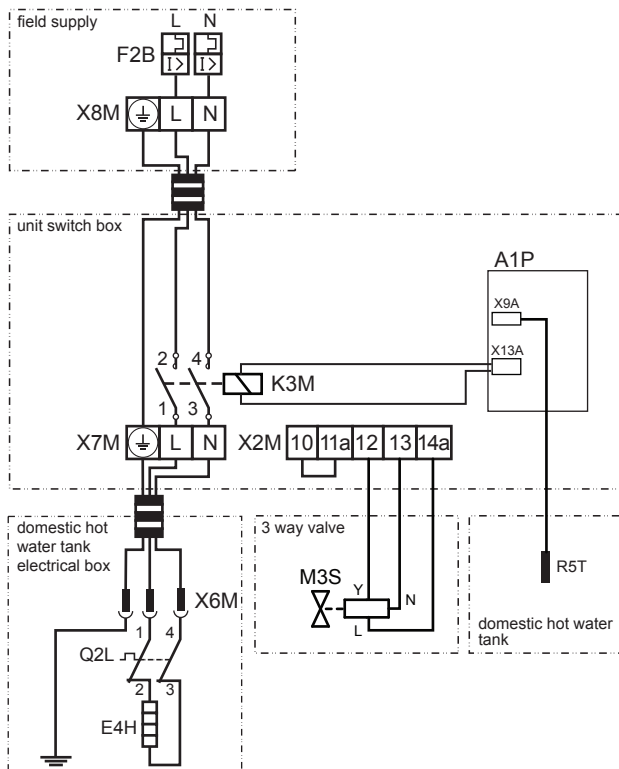 field supply
L N
F2B
I> I>
X8M L N
unit switch box
A1P
X9A
X13A
2 4
K3M
1 3
X7M L N X2M 10 11a 12 13 14a
domestic hot
water tank
electrical box
X6M
1 4
Q2L
2 3
E4H
3 way valve
M3S
Y
N
L
R5T
domestic hot water
tank